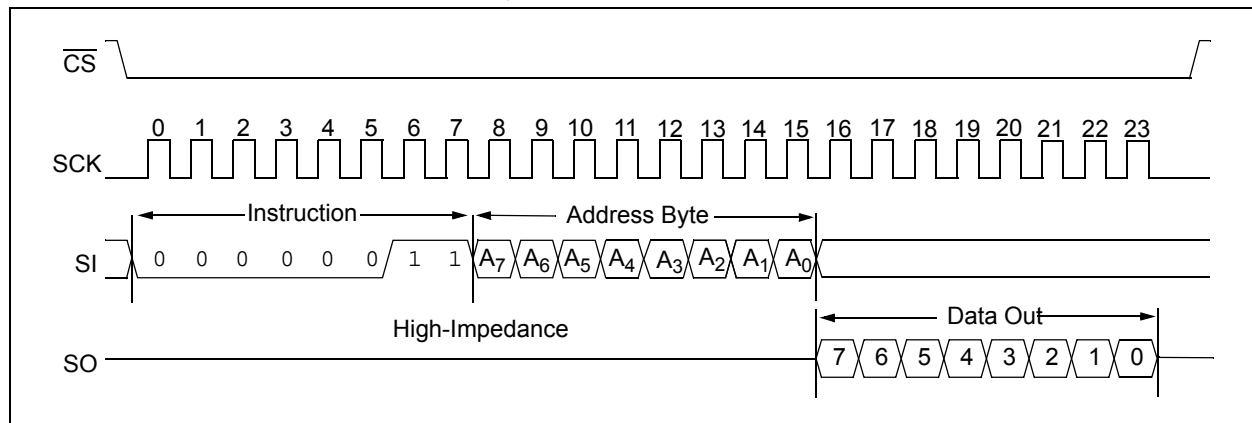 CS
0 1 2 3 4 5 6 7 8 9 10 11 12 13 14 15 16 17 18 19 20 21 22 23
SCK
Instruction Address Byte
SI 0 0 0 0 0 0 1 1 A7 A6 A5 A4 A3 A2 A1 A0
High-Impedance Data Out
SO 7 6 5 4 3 2 1 0